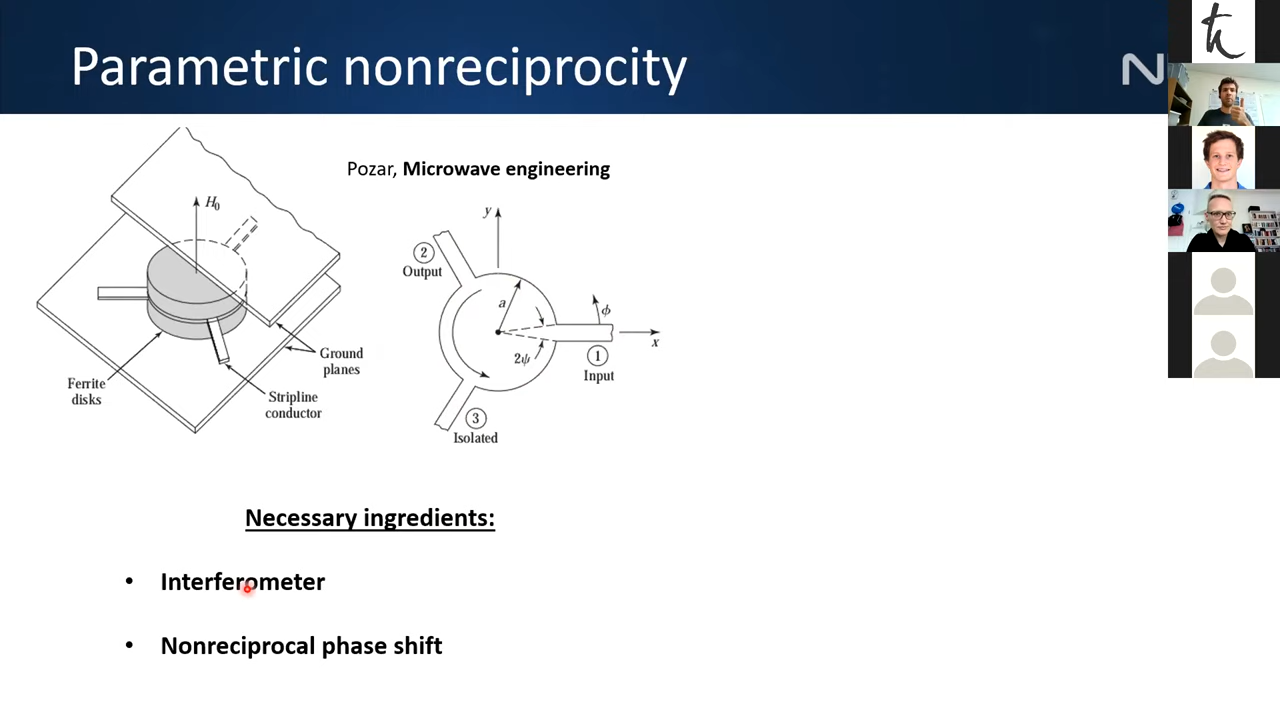 Parametric nonreciprocity
N
Pozar, Microwave engineering
H₀
Ground
planes
Ferrite
disks
Stripline
conductor
y
2
Output
a
ϕ
x
2ψ
1
Input
3
Isolated
Necessary ingredients:
• Interferometer
• Nonreciprocal phase shift